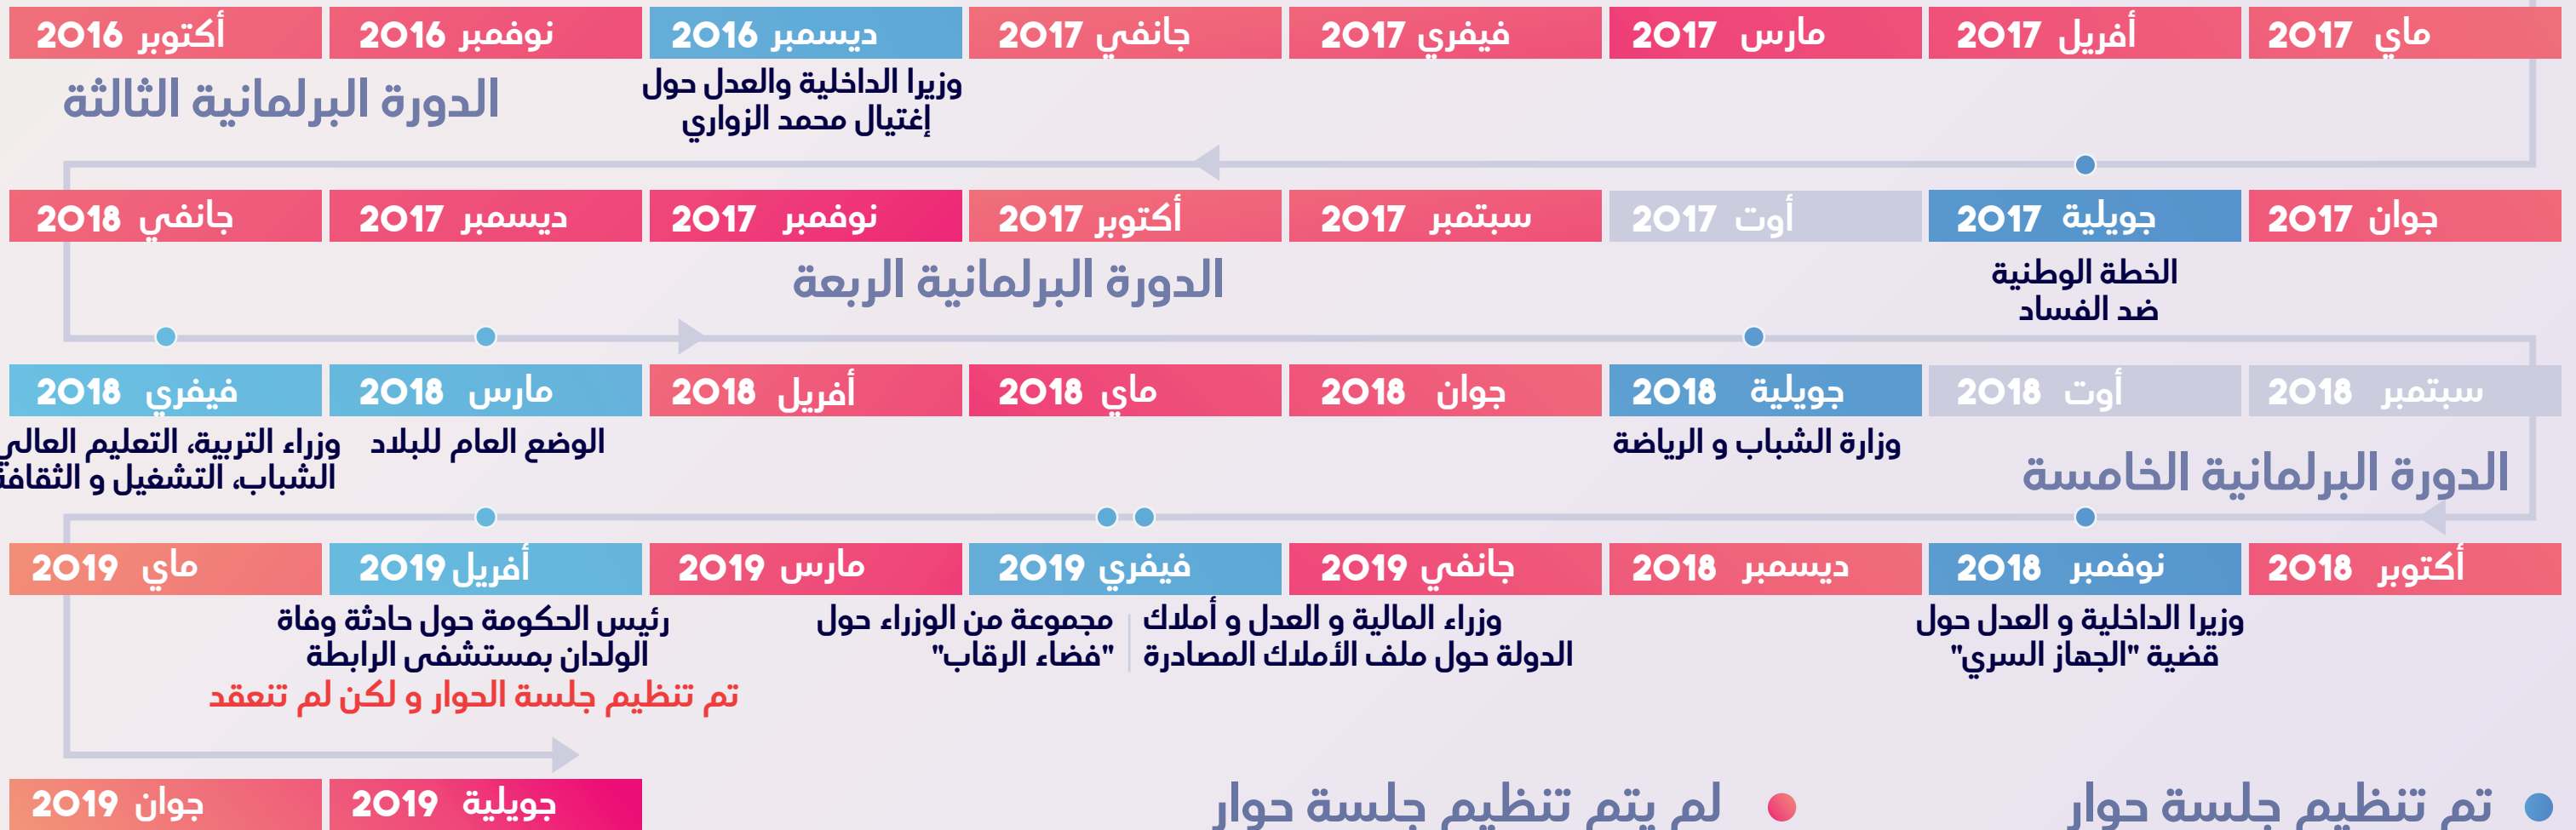 أكتوبر 2016
نوفمبر 2016
ديسمبر 2016
جانفي 2017
فيفري 2017
مارس 2017
أفريل 2017
ماي 2017
الدورة البرلمانية الثالثة
وزيرا الداخلية والعدل حول
إغتيال محمد الزواري
جوان 2017
جويلية 2017
أوت 2017
سبتمبر 2017
أكتوبر 2017
نوفمبر 2017
ديسمبر 2017
جانفي 2018
الخطة الوطنية
ضد الفساد
الدورة البرلمانية الربعة
فيفري 2018
مارس 2018
أفريل 2018
ماي 2018
جوان 2018
جويلية 2018
أوت 2018
سبتمبر 2018
وزراء التربية، التعليم العالي
الشباب، التشغيل و الثقافة
الوضع العام للبلاد
وزارة الشباب و الرياضة
الدورة البرلمانية الخامسة
أكتوبر 2018
نوفمبر 2018
ديسمبر 2018
جانفي 2019
فيفري 2019
مارس 2019
أفريل 2019
ماي 2019
وزيرا الداخلية و العدل حول
قضية "الجهاز السري"
وزراء المالية و العدل و أملاك
الدولة حول ملف الأملاك المصادرة
مجموعة من الوزراء حول
"فضاء الرقاب"
رئيس الحكومة حول حادثة وفاة
الولدان بمستشفى الرابطة
تم تنظيم جلسة الحوار و لكن لم تنعقد
جوان 2019
جويلية 2019
تم تنظيم جلسة حوار
لم يتم تنظيم جلسة حوار